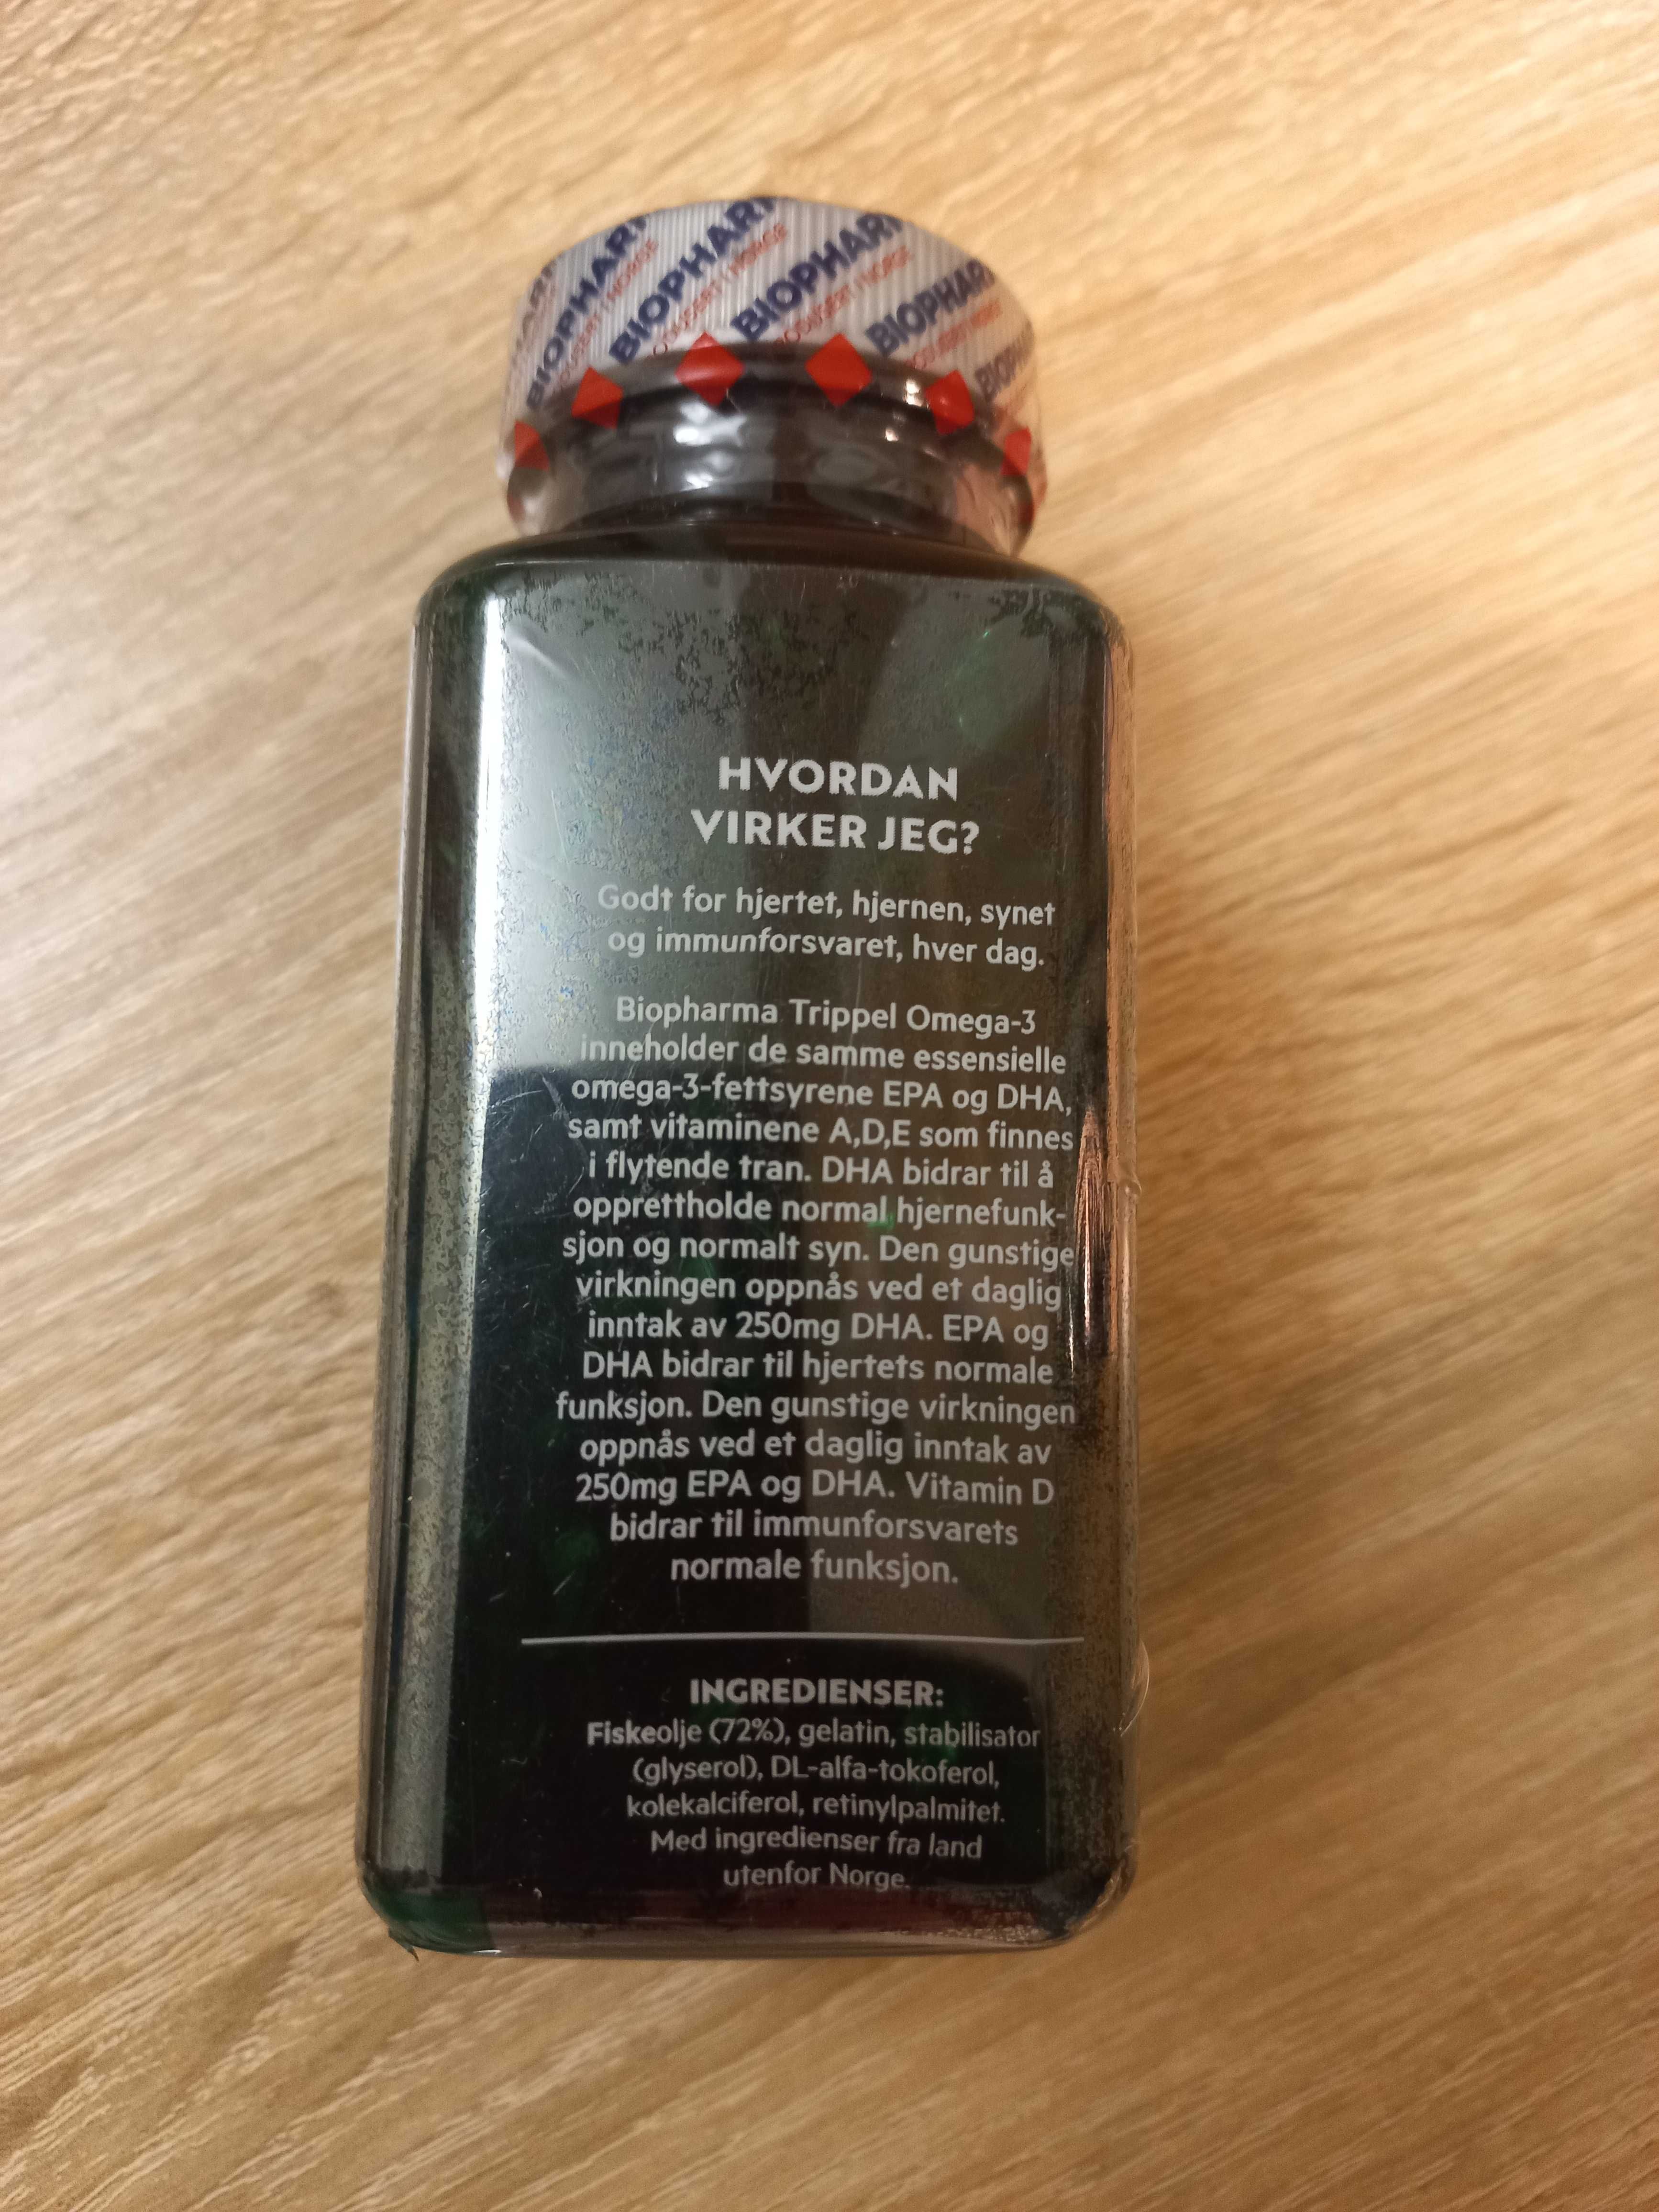 BIOPHAR
BIOPHAR
BIOPHAR
BIOPHAR
HVORDAN
VIRKER JEG?
Godt for hjertet, hjernen, synet
og immunforsvaret, hver dag.
Biopharma Trippel Omega-3
inneholder de samme essensielle
omega-3-fettsyrene EPA og DHA,
samt vitaminene A,D,E som finnes
i flytende tran. DHA bidrar til å
opprettholde normal hjernefunk-
sjon og normalt syn. Den gunstige
virkningen oppnås ved et daglig
inntak av 250mg DHA. EPA og
DHA bidrar til hjertets normale
funksjon. Den gunstige virkningen
oppnås ved et daglig inntak av
250mg EPA og DHA. Vitamin D
bidrar til immunforsvarets
normale funksjon.
INGREDIENSER:
Fiskeolje (72%), gelatin, stabilisator
(glyserol), DL-alfa-tokoferol,
kolekalciferol, retinylpalmitet.
Med ingredienser fra land
utenfor Norge.